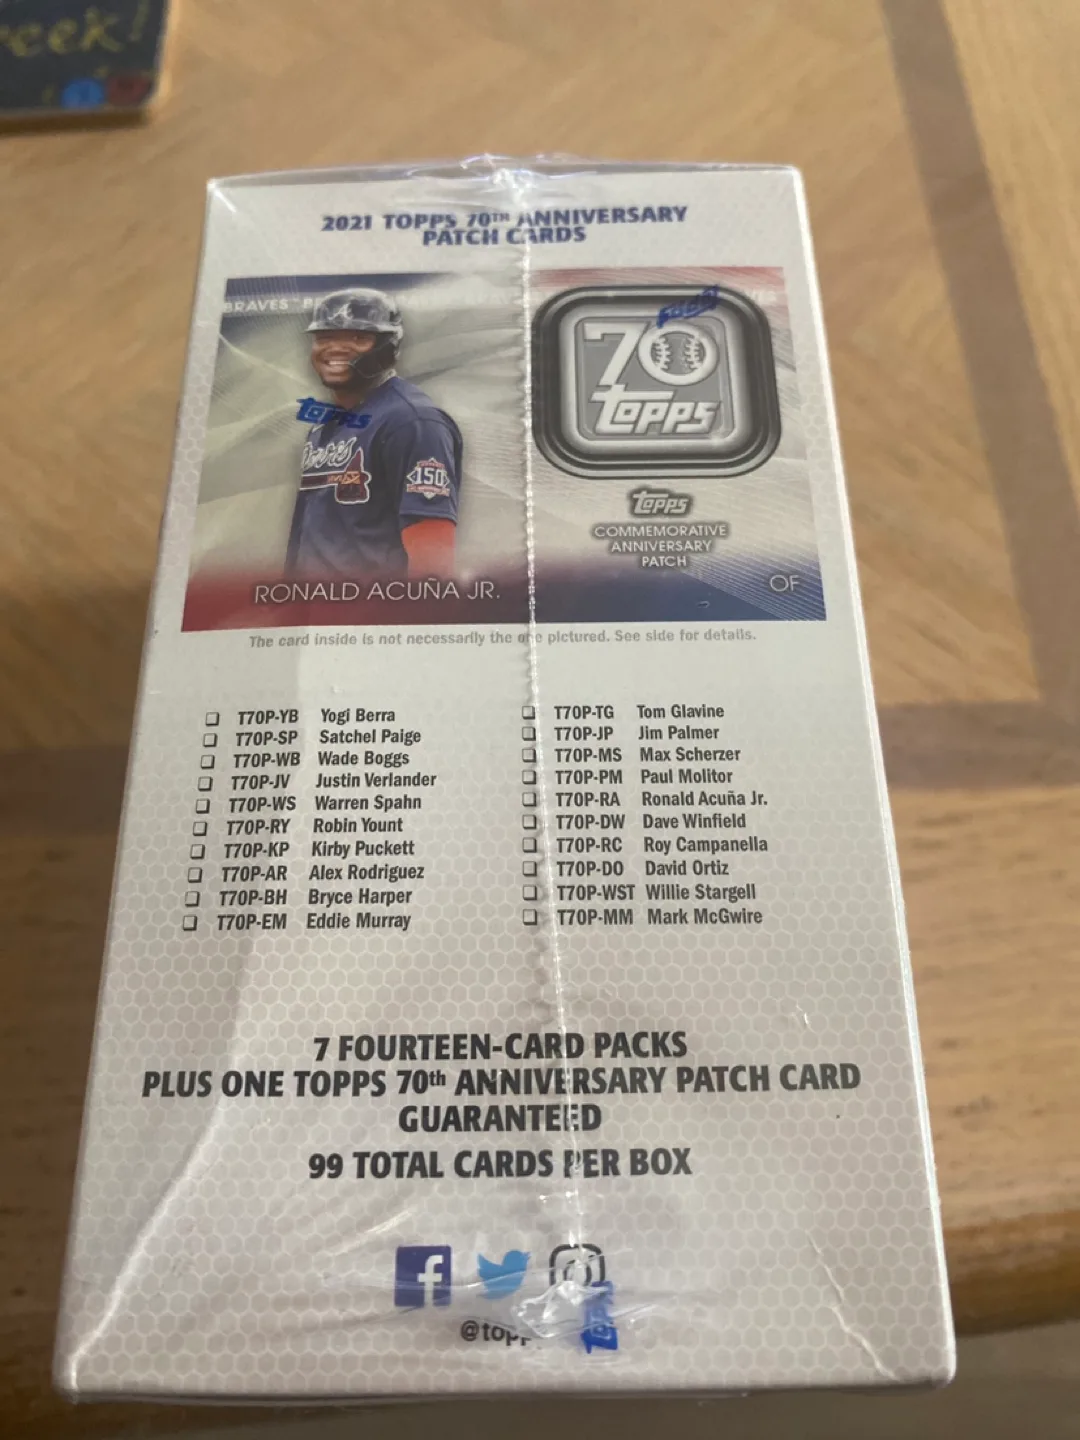 eek!
2021 TOPPS 70TH ANNIVERSARY
PATCH CARDS
BRAVES™
70
Topps
Topps
150
Topps
COMMEMORATIVE
ANNIVERSARY
PATCH
RONALD ACUÑA JR.
OF
The card inside is not necessarily the one pictured. See side for details.
❏ T70P-YB Yogi Berra
❏ T70P-SP Satchel Paige
❏ T70P-WB Wade Boggs
❏ T70P-JV Justin Verlander
❏ T70P-WS Warren Spahn
❏ T70P-RY Robin Yount
❏ T70P-KP Kirby Puckett
❏ T70P-AR Alex Rodriguez
❏ T70P-BH Bryce Harper
❏ T70P-EM Eddie Murray
❏ T70P-TG Tom Glavine
❏ T70P-JP Jim Palmer
❏ T70P-MS Max Scherzer
❏ T70P-PM Paul Molitor
❏ T70P-RA Ronald Acuña Jr.
❏ T70P-DW Dave Winfield
❏ T70P-RC Roy Campanella
❏ T70P-DO David Ortiz
❏ T70P-WST Willie Stargell
❏ T70P-MM Mark McGwire
7 FOURTEEN-CARD PACKS
PLUS ONE TOPPS 70th ANNIVERSARY PATCH CARD
GUARANTEED
99 TOTAL CARDS PER BOX
f
@topp
Topps